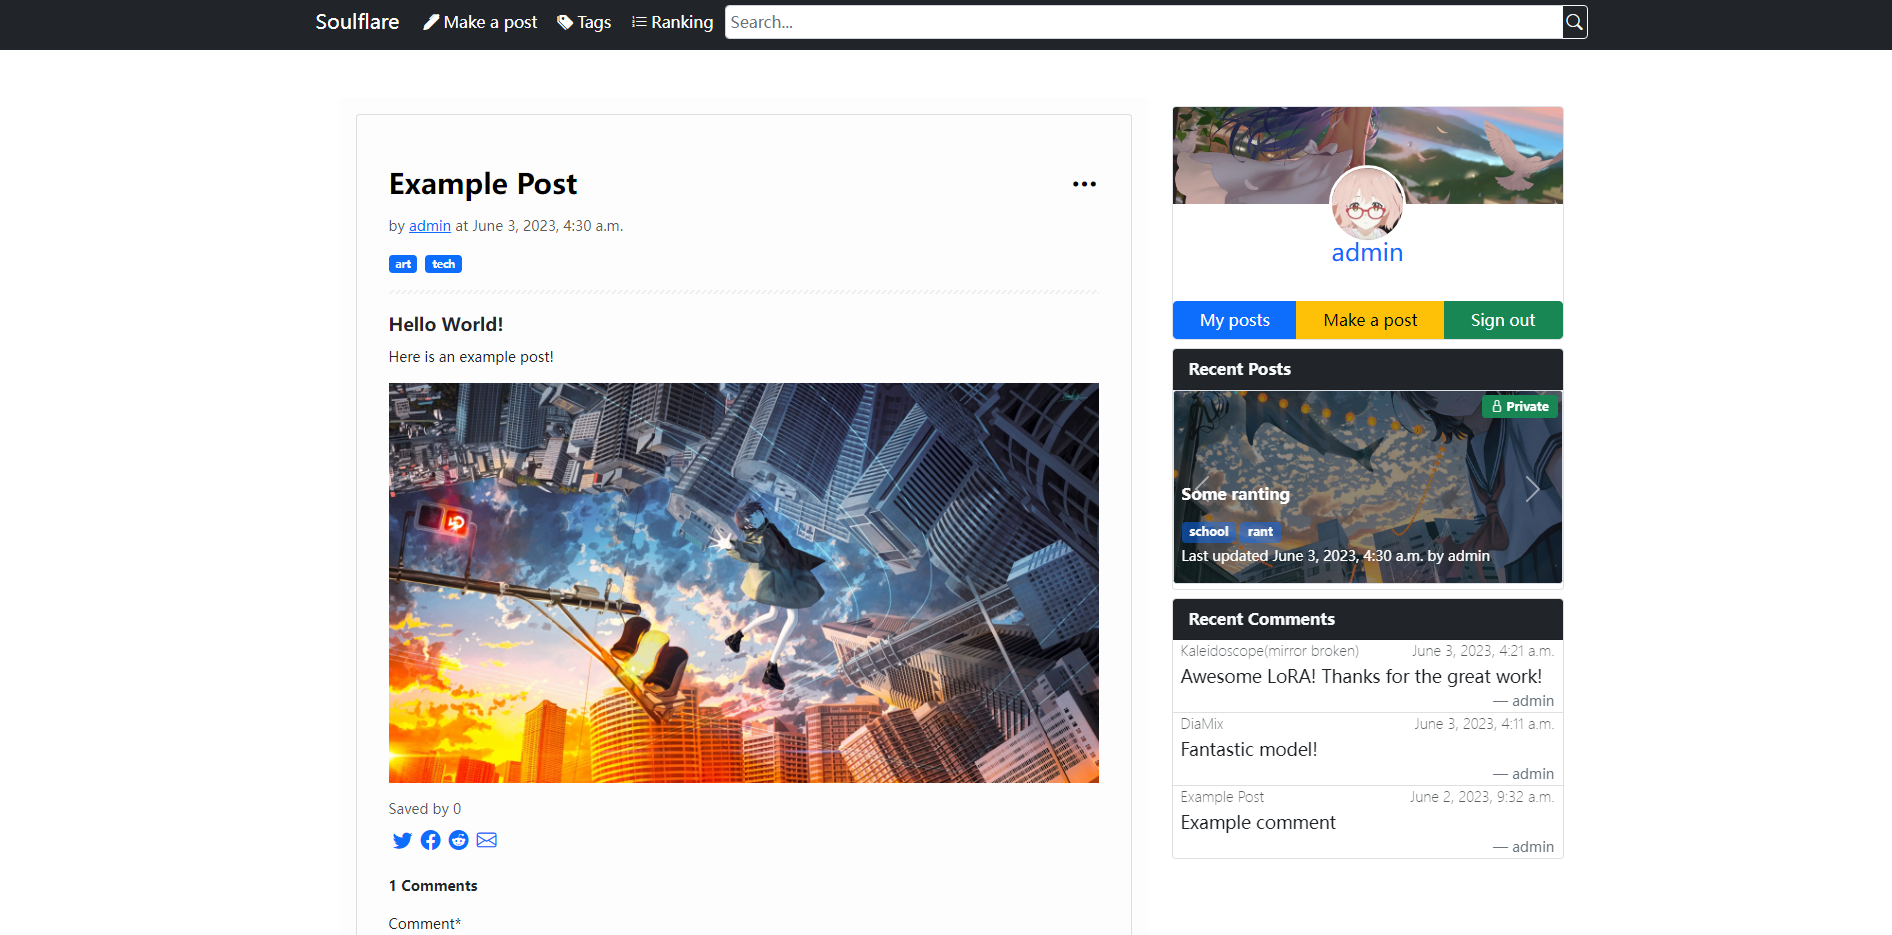 Soulflare
Make a post
Tags
Ranking
Search...
Example Post
by admin at June 3, 2023, 4:30 a.m.
art tech
Hello World!
Here is an example post!
Saved by 0
1 Comments
Comment*
admin
My posts
Make a post
Sign out
Recent Posts
Private
Some ranting
school rant
Last updated June 3, 2023, 4:30 a.m. by admin
Recent Comments
Kaleidoscope(mirror broken) June 3, 2023, 4:21 a.m.
Awesome LoRA! Thanks for the great work!
— admin
DiaMix June 3, 2023, 4:11 a.m.
Fantastic model!
— admin
Example Post June 2, 2023, 9:32 a.m.
Example comment
— admin